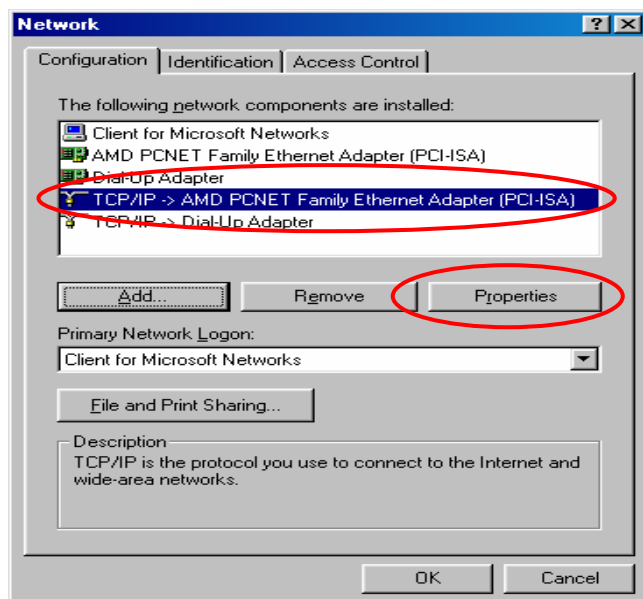 Network
Configuration Identification Access Control
The following network components are installed:
Client for Microsoft Networks
AMD PCNET Family Ethernet Adapter (PCI-ISA)
Dial-Up Adapter
TCP/IP -> AMD PCNET Family Ethernet Adapter (PCI-ISA)
TCP/IP -> Dial-Up Adapter
Add... Remove Properties
Primary Network Logon:
Client for Microsoft Networks
File and Print Sharing...
Description
TCP/IP is the protocol you use to connect to the Internet and
wide-area networks.
OK Cancel